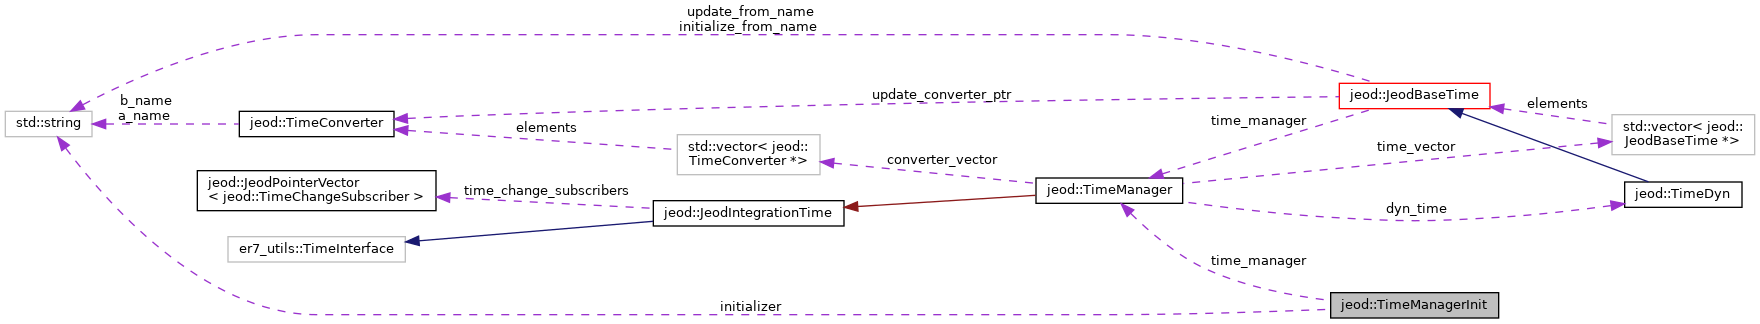 update_from_name
initialize_from_name
std::string
b_name
a_name
jeod::TimeConverter
elements
update_converter_ptr
std::vector< jeod::
TimeConverter *>
converter_vector
jeod::JeodPointerVector
< jeod::TimeChangeSubscriber >
time_change_subscribers
jeod::JeodIntegrationTime
er7_utils::TimeInterface
jeod::TimeManager
time_manager
jeod::JeodBaseTime
elements
std::vector< jeod::
JeodBaseTime *>
time_vector
jeod::TimeDyn
dyn_time
time_manager
jeod::TimeManagerInit
initializer